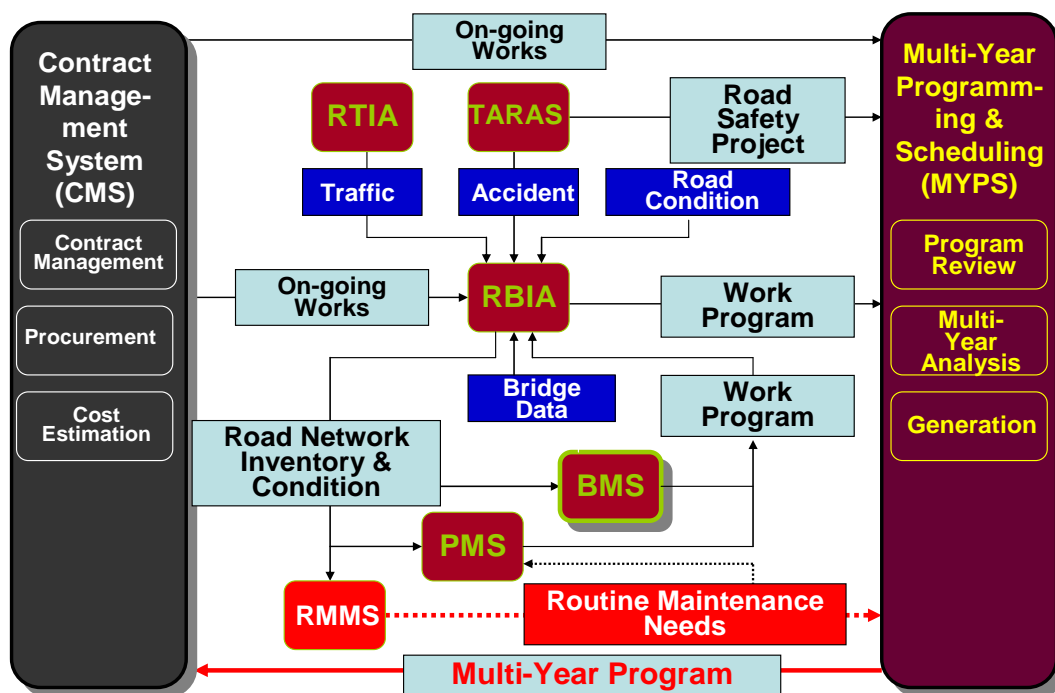 Contract
Manage-
ment
System
(CMS)
Contract
Management
Procurement
Cost
Estimation
On-going
Works
RTIA
TARAS
Road
Safety
Project
Traffic
Accident
Road
Condition
On-going
Works
RBIA
Work
Program
Bridge
Data
Work
Program
Road Network
Inventory &
Condition
BMS
PMS
RMMS
Routine Maintenance
Needs
Multi-Year Program
Multi-Year
Programm-
ing &
Scheduling
(MYPS)
Program
Review
Multi-
Year
Analysis
Generation